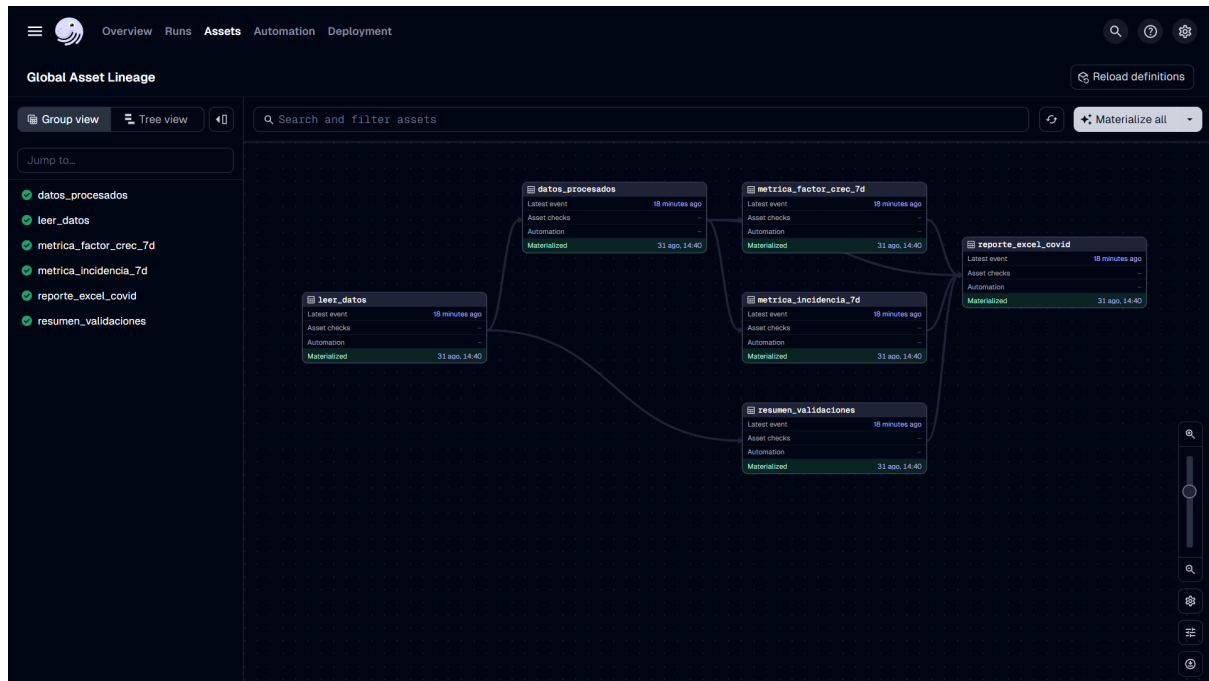 Overview Runs Assets Automation Deployment
Global Asset Lineage
Reload definitions
Group view
Tree view
Search and filter assets
Materialize all
Jump to…
datos_procesados
leer_datos
metrica_factor_crec_7d
metrica_incidencia_7d
reporte_excel_covid
resumen_validaciones
leer_datos
Latest event 18 minutes ago
Asset checks –
Automation –
Materialized 31 ago, 14:40
datos_procesados
Latest event 18 minutes ago
Asset checks –
Automation –
Materialized 31 ago, 14:40
metrica_factor_crec_7d
Latest event 18 minutes ago
Asset checks –
Automation –
Materialized 31 ago, 14:40
metrica_incidencia_7d
Latest event 18 minutes ago
Asset checks –
Automation –
Materialized 31 ago, 14:40
resumen_validaciones
Latest event 18 minutes ago
Asset checks –
Automation –
Materialized 31 ago, 14:40
reporte_excel_covid
Latest event 18 minutes ago
Asset checks –
Automation –
Materialized 31 ago, 14:40